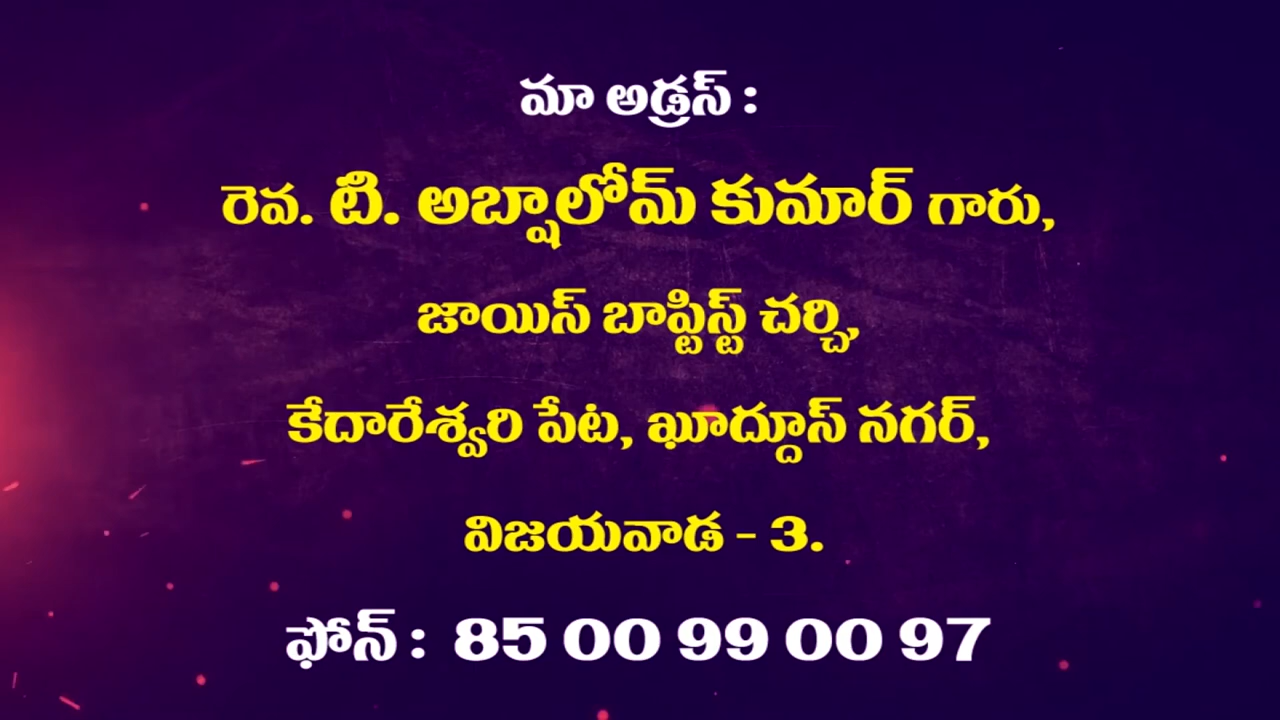 మా అడ్రస్ :
రెవ. టి. అబ్షాలోమ్ కుమార్ గారు,
జాయిస్ బాప్టిస్ట్ చర్చి,
కేదారేశ్వరి పేట, ఖూద్దూస్ నగర్,
విజయవాడ - 3.
ఫోన్ : 85 00 99 00 97